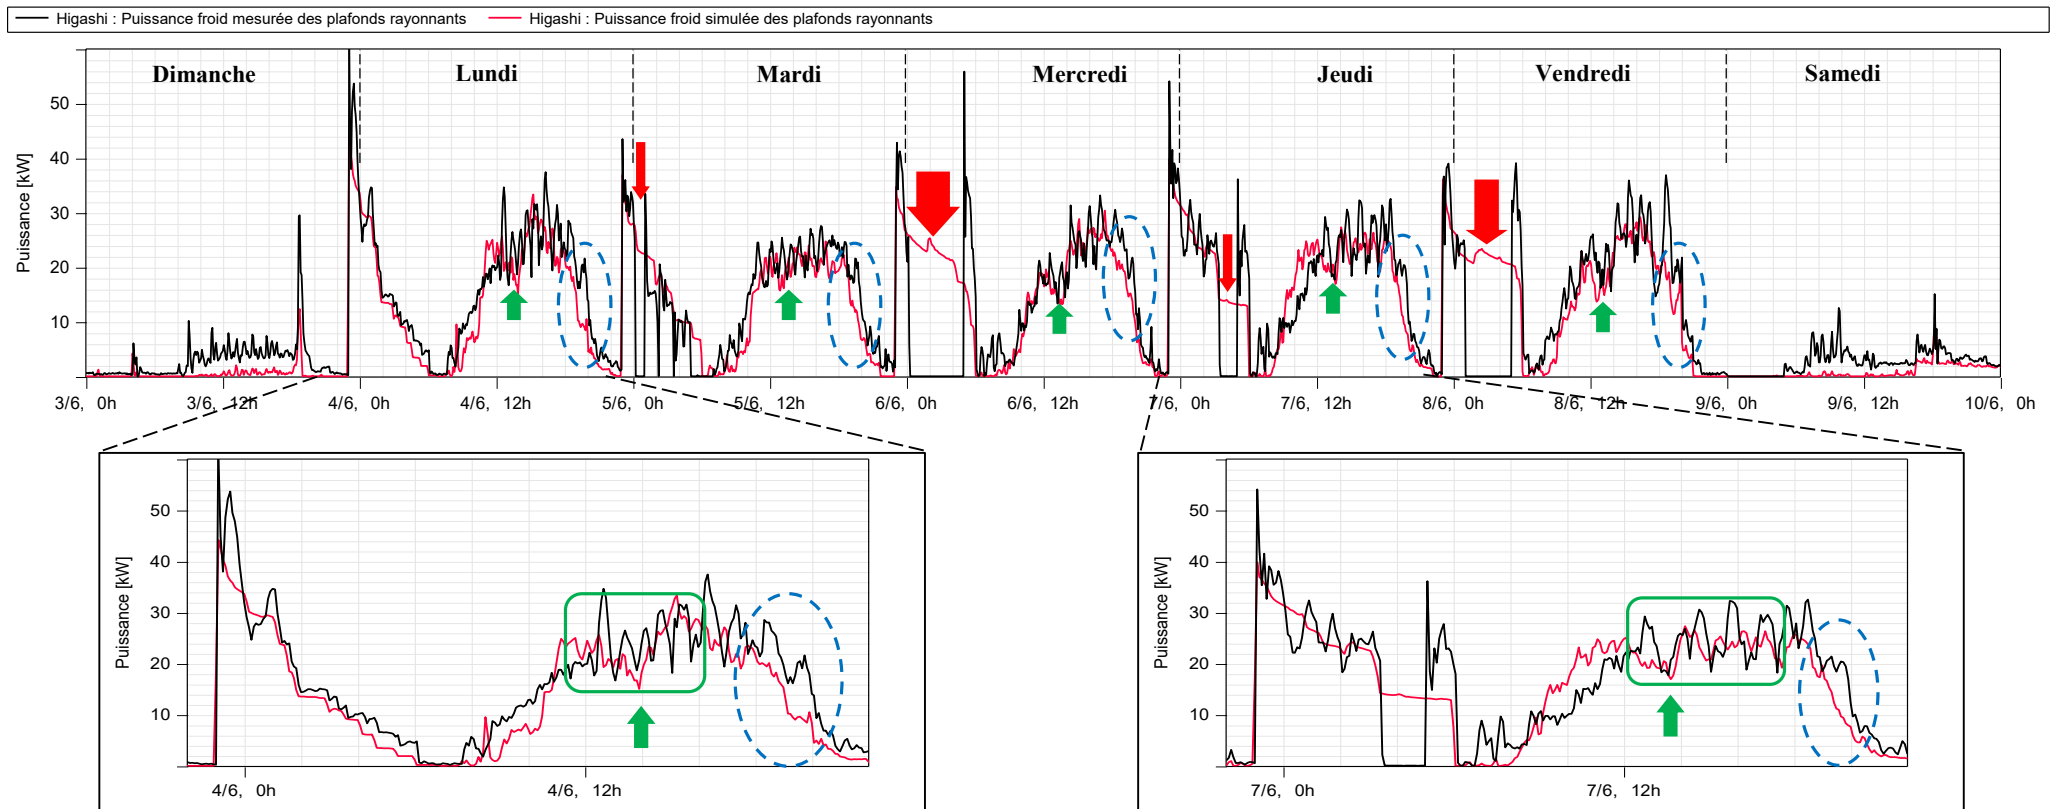 Higashi : Puissance froid mesurée des plafonds rayonnants
Higashi : Puissance froid simulée des plafonds rayonnants
Dimanche
Lundi
Mardi
Mercredi
Jeudi
Vendredi
Samedi
Puissance [kW]
50
40
30
20
10
3/6, 0h
3/6, 12h
4/6, 0h
4/6, 12h
5/6, 0h
5/6, 12h
6/6, 0h
6/6, 12h
7/6, 0h
7/6, 12h
8/6, 0h
8/6, 12h
9/6, 0h
9/6, 12h
10/6, 0h
Puissance [kW]
50
40
30
20
10
4/6, 0h
4/6, 12h
Puissance [kW]
50
40
30
20
10
7/6, 0h
7/6, 12h